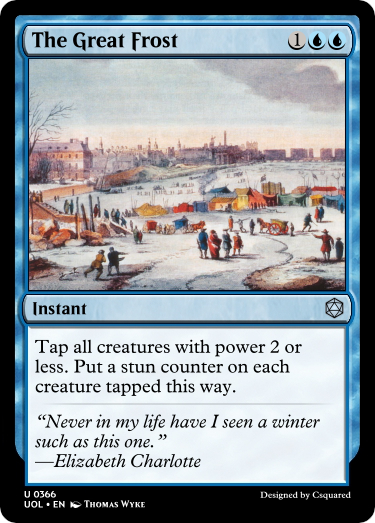 The Great Frost 1
Instant
Tap all creatures with power 2 or
less. Put a stun counter on each
creature tapped this way.
“Never in my life have I seen a winter
such as this one.”
—Elizabeth Charlotte
U 0366
UOL • EN Thomas Wyke
Designed by Csquared